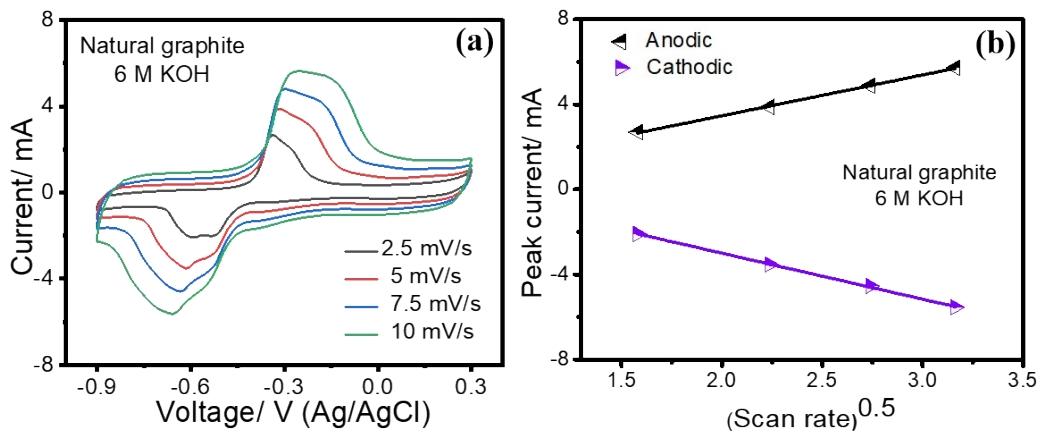 (a)
Natural graphite
6 M KOH
8
4
0
-4
-8
Current/ mA
2.5 mV/s
5 mV/s
7.5 mV/s
10 mV/s
-0.9
-0.6
-0.3
0.0
0.3
Voltage/ V (Ag/AgCl)
(b)
Anodic
Cathodic
8
4
0
-4
-8
Peak current/ mA
Natural graphite
6 M KOH
1.5
2.0
2.5
3.0
3.5
(Scan rate)0.5